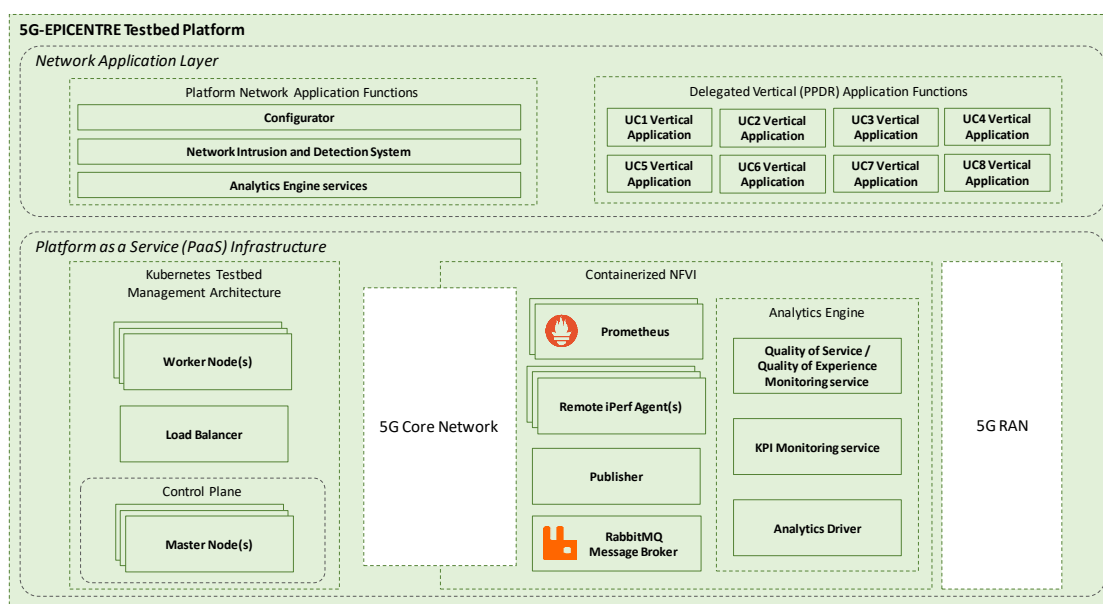 5G-EPICENTRE Testbed Platform
Network Application Layer
Platform Network Application Functions
Configurator
Network Intrusion and Detection System
Analytics Engine services
Delegated Vertical (PPDR) Application Functions
UC1 Vertical
Application
UC2 Vertical
Application
UC3 Vertical
Application
UC4 Vertical
Application
UC5 Vertical
Application
UC6 Vertical
Application
UC7 Vertical
Application
UC8 Vertical
Application
Platform as a Service (PaaS) Infrastructure
Kubernetes Testbed
Management Architecture
Worker Node(s)
Load Balancer
Control Plane
Master Node(s)
5G Core Network
Containerized NFVI
Prometheus
Remote iPerf Agent(s)
Publisher
RabbitMQ
Message Broker
Analytics Engine
Quality of Service /
Quality of Experience
Monitoring service
KPI Monitoring service
Analytics Driver
5G RAN